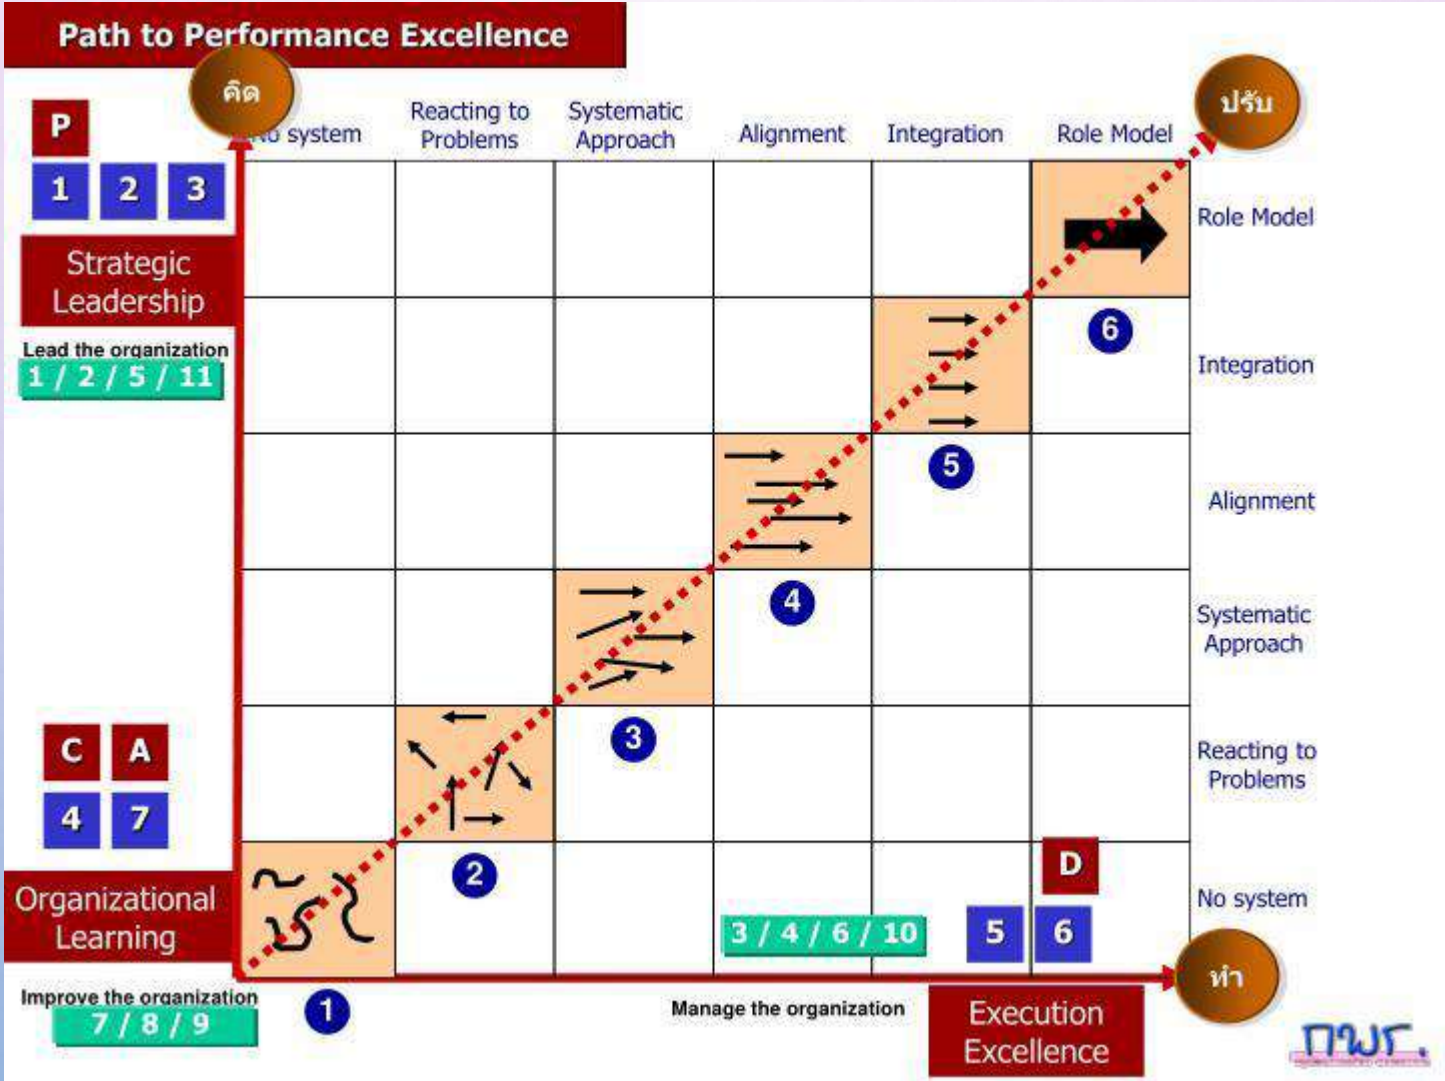 Path to Performance Excellence
คิด
ปรับ
P
No system
Reacting to
Problems
Systematic
Approach
Alignment
Integration
Role Model
1 2 3
Strategic
Leadership
Lead the organization
1 / 2 / 5 / 11
Role Model
6
Integration
5
Alignment
4
Systematic
Approach
3
Reacting to
Problems
C A
4 7
2
D
No system
Organizational
Learning
3 / 4 / 6 / 10
5 6
ทำ
Improve the organization
7 / 8 / 9
1
Manage the organization
Execution
Excellence
กพร.